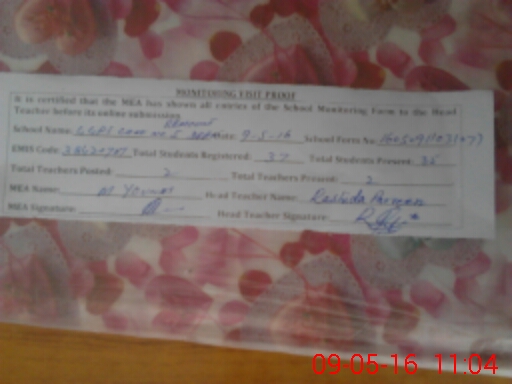 MONITORING VISIT PROOF
It is certified that the MEA has shown all entries of the School Monitoring Form to the Head
Teacher before its online submission
School Name: Date: 9-5-16 School Form No:
EMIS Code: Total Students Registered: 37 Total Students Present: 35
Total Teachers Posted: 2 Total Teachers Present: 2
MEA Name: M Younas Head Teacher Name: Rashida Parveen
MEA Signature: Head Teacher Signature:
09-05-16 11:04